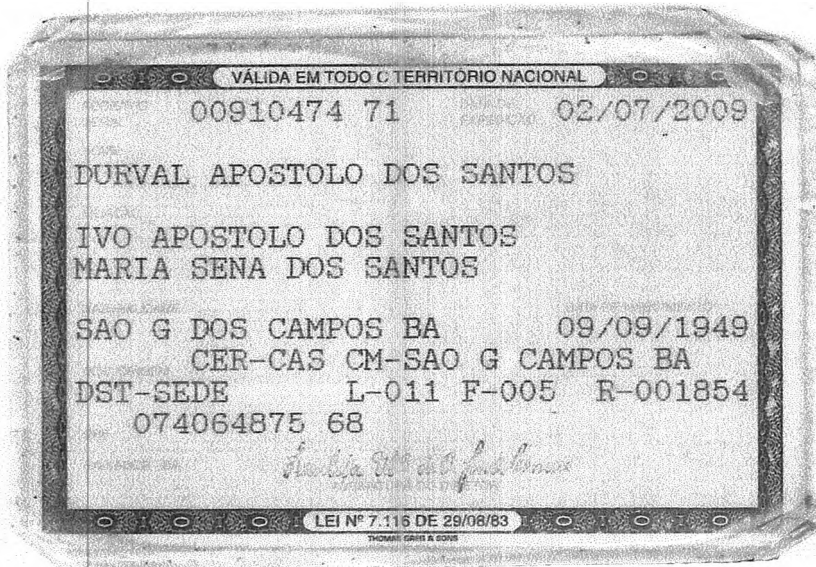 VÁLIDA EM TODO O TERRITÓRIO NACIONAL
00910474 71 02/07/2009
DURVAL APOSTOLO DOS SANTOS
IVO APOSTOLO DOS SANTOS
MARIA SENA DOS SANTOS
SAO G DOS CAMPOS BA 09/09/1949
CER-CAS CM-SAO G CAMPOS BA
DST-SEDE L-011 F-005 R-001854
074064875 68
LEI Nº 7.116 DE 29/08/83
THOMAS GREG & SONS